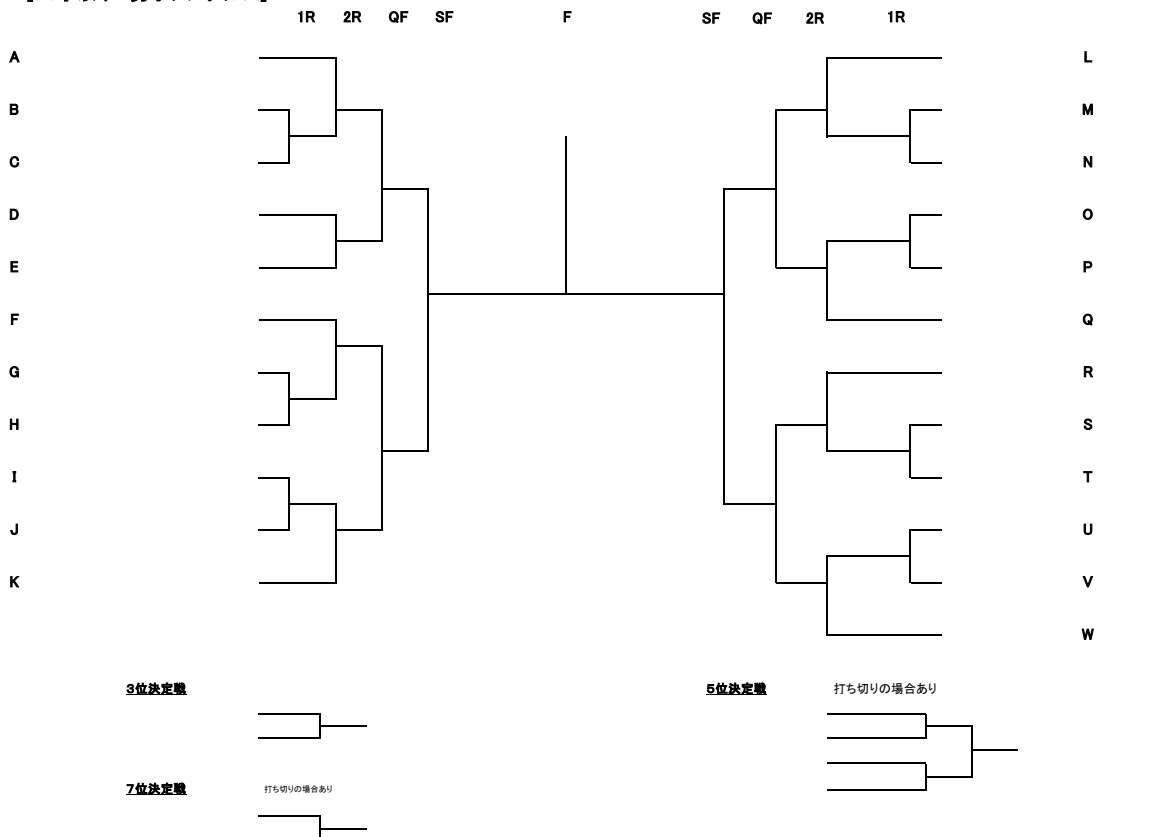 1R 2R QF SF F SF QF 2R 1R
A L
B M
C N
D O
E P
F Q
G R
H S
I T
J U
K V
W
3位決定戦 5位決定戦 打ち切りの場合あり
7位決定戦 打ち切りの場合あり